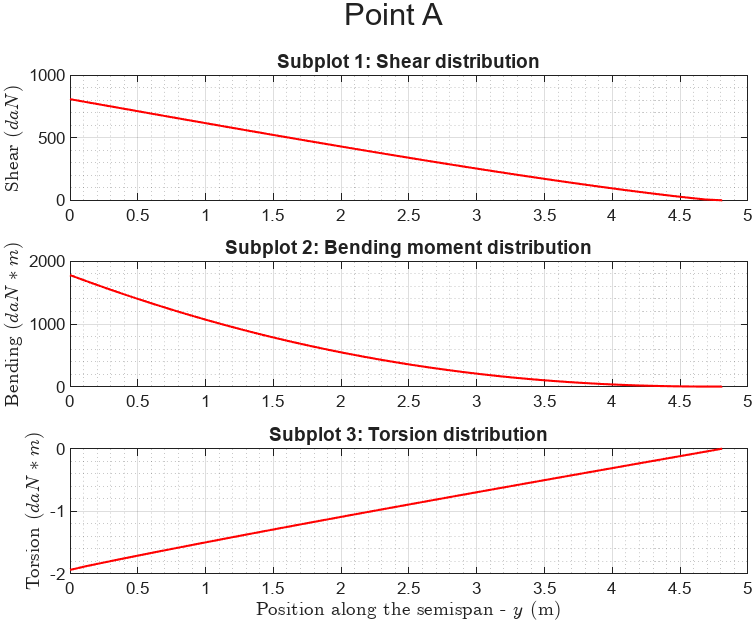 Point A
Subplot 1: Shear distribution
Shear (daN)
1000
500
0
0 0.5 1 1.5 2 2.5 3 3.5 4 4.5 5
Subplot 2: Bending moment distribution
Bending (daN * m)
2000
1000
0
0 0.5 1 1.5 2 2.5 3 3.5 4 4.5 5
Subplot 3: Torsion distribution
Torsion (daN * m)
0
-1
-2
0 0.5 1 1.5 2 2.5 3 3.5 4 4.5 5
Position along the semispan - y (m)